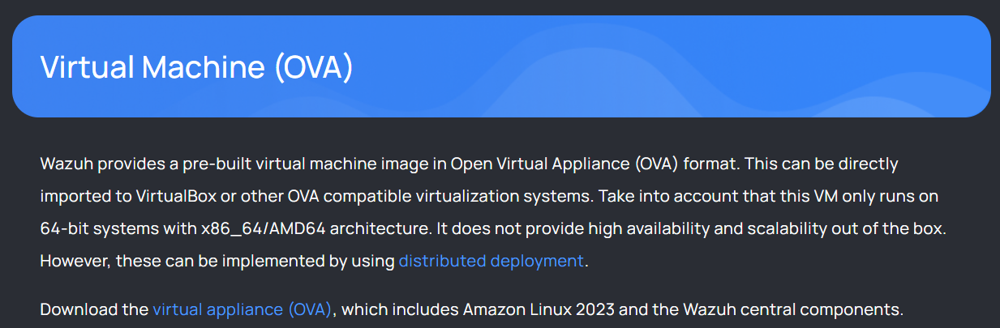 Virtual Machine (OVA)
Wazuh provides a pre-built virtual machine image in Open Virtual Appliance (OVA) format. This can be directly
imported to VirtualBox or other OVA compatible virtualization systems. Take into account that this VM only runs on
64-bit systems with x86_64/AMD64 architecture. It does not provide high availability and scalability out of the box.
However, these can be implemented by using distributed deployment.
Download the virtual appliance (OVA), which includes Amazon Linux 2023 and the Wazuh central components.